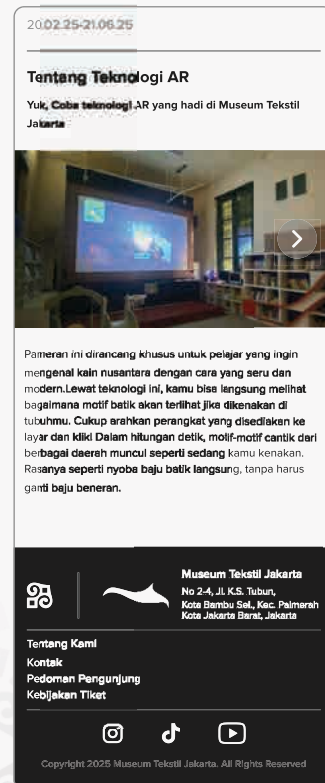 20.02.25-21.06.25
Tentang Teknologi AR
Yuk, Coba teknologi AR yang hadi di Museum Tekstil
Jakarta
Pameran ini dirancang khusus untuk pelajar yang ingin
mengenal kain nusantara dengan cara yang seru dan
modern.Lewat teknologi ini, kamu bisa langsung melihat
bagaimana motif batik akan terlihat jika dikenakan di
tubuhmu. Cukup arahkan perangkat yang disediakan ke
layar dan klik! Dalam hitungan detik, motif-motif cantik dari
berbagai daerah muncul seperti sedang kamu kenakan.
Rasanya seperti nyoba baju batik langsung, tanpa harus
ganti baju beneran.
Museum Tekstil Jakarta
No 2-4, Jl. K.S. Tubun,
Kota Bambu Sel., Kec. Palmerah
Kota Jakarta Barat, Jakarta
Tentang Kami
Kontak
Pedoman Pengunjung
Kebijakan Tiket
Copyright 2025 Museum Tekstil Jakarta. All Rights Reserved